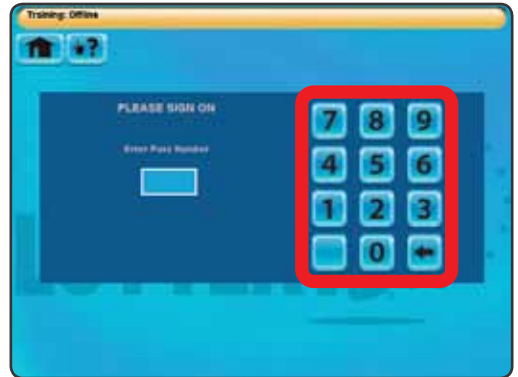 Training: Offline
?
PLEASE SIGN ON
Enter Pass Number
7 8 9
4 5 6
1 2 3
0